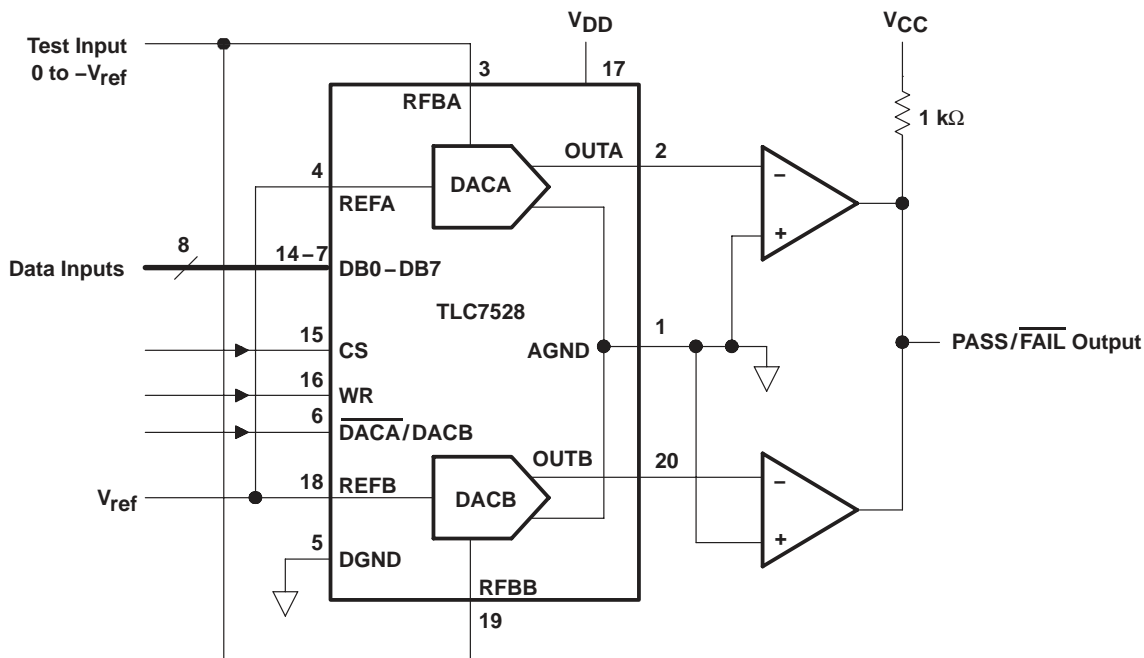 VDD
VCC
Test Input
0 to –Vref
3
17
RFBA
1 kΩ
OUTA
2
4
DACA
–
REFA
+
8
14–7
Data Inputs
DB0–DB7
TLC7528
15
1
CS
AGND
PASS/FAIL Output
16
WR
6
DACA/DACB
OUTB
20
18
REFB
DACB
–
Vref
5
DGND
+
RFBB
19